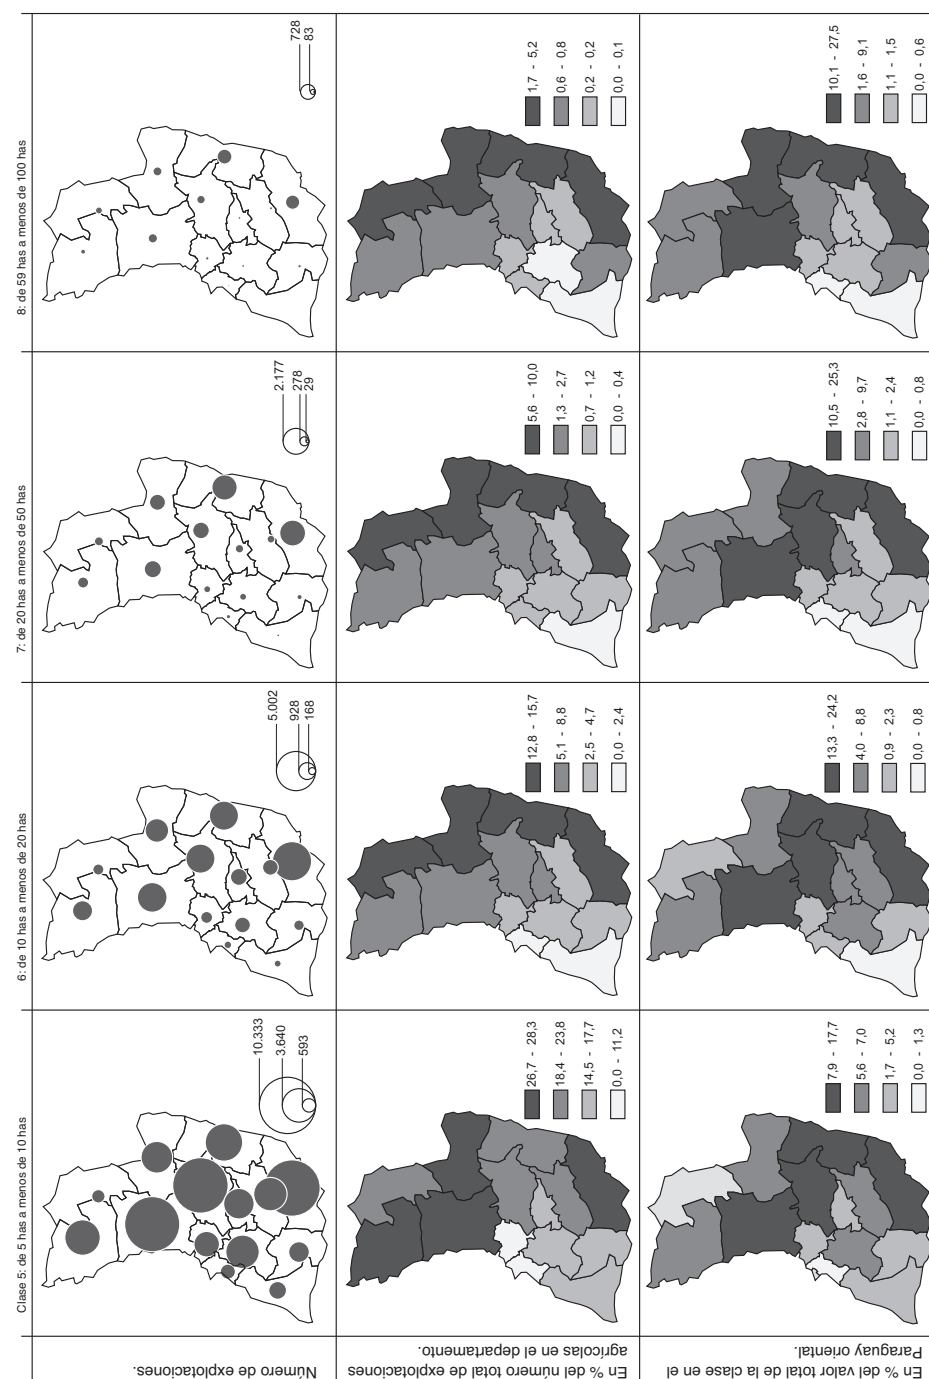 Clase 5: de 5 has a menos de 10 has
6: de 10 has a menos de 20 has
7: de 20 has a menos de 50 has
8: de 59 has a menos de 100 has
Número de explotaciones.
10.333
3.640
593
5.002
928
168
2.177
278
29
728
83
En % del número total de explotaciones
agrícolas en el departamento.
26,7 - 28,3
18,4 - 23,8
14,5 - 17,7
0,0 - 11,2
12,8 - 15,7
5,1 - 8,8
2,5 - 4,7
0,0 - 2,4
5,6 - 10,0
1,3 - 2,7
0,7 - 1,2
0,0 - 0,4
1,7 - 5,2
0,6 - 0,8
0,2 - 0,2
0,0 - 0,1
En % del valor total de la clase en el
Paraguay oriental.
7,9 - 17,7
5,6 - 7,0
1,7 - 5,2
0,0 - 1,3
13,3 - 24,2
4,0 - 8,8
0,9 - 2,3
0,0 - 0,8
10,5 - 25,3
2,8 - 9,7
1,1 - 2,4
0,0 - 0,8
10,1 - 27,5
1,6 - 9,1
1,1 - 1,5
0,0 - 0,6